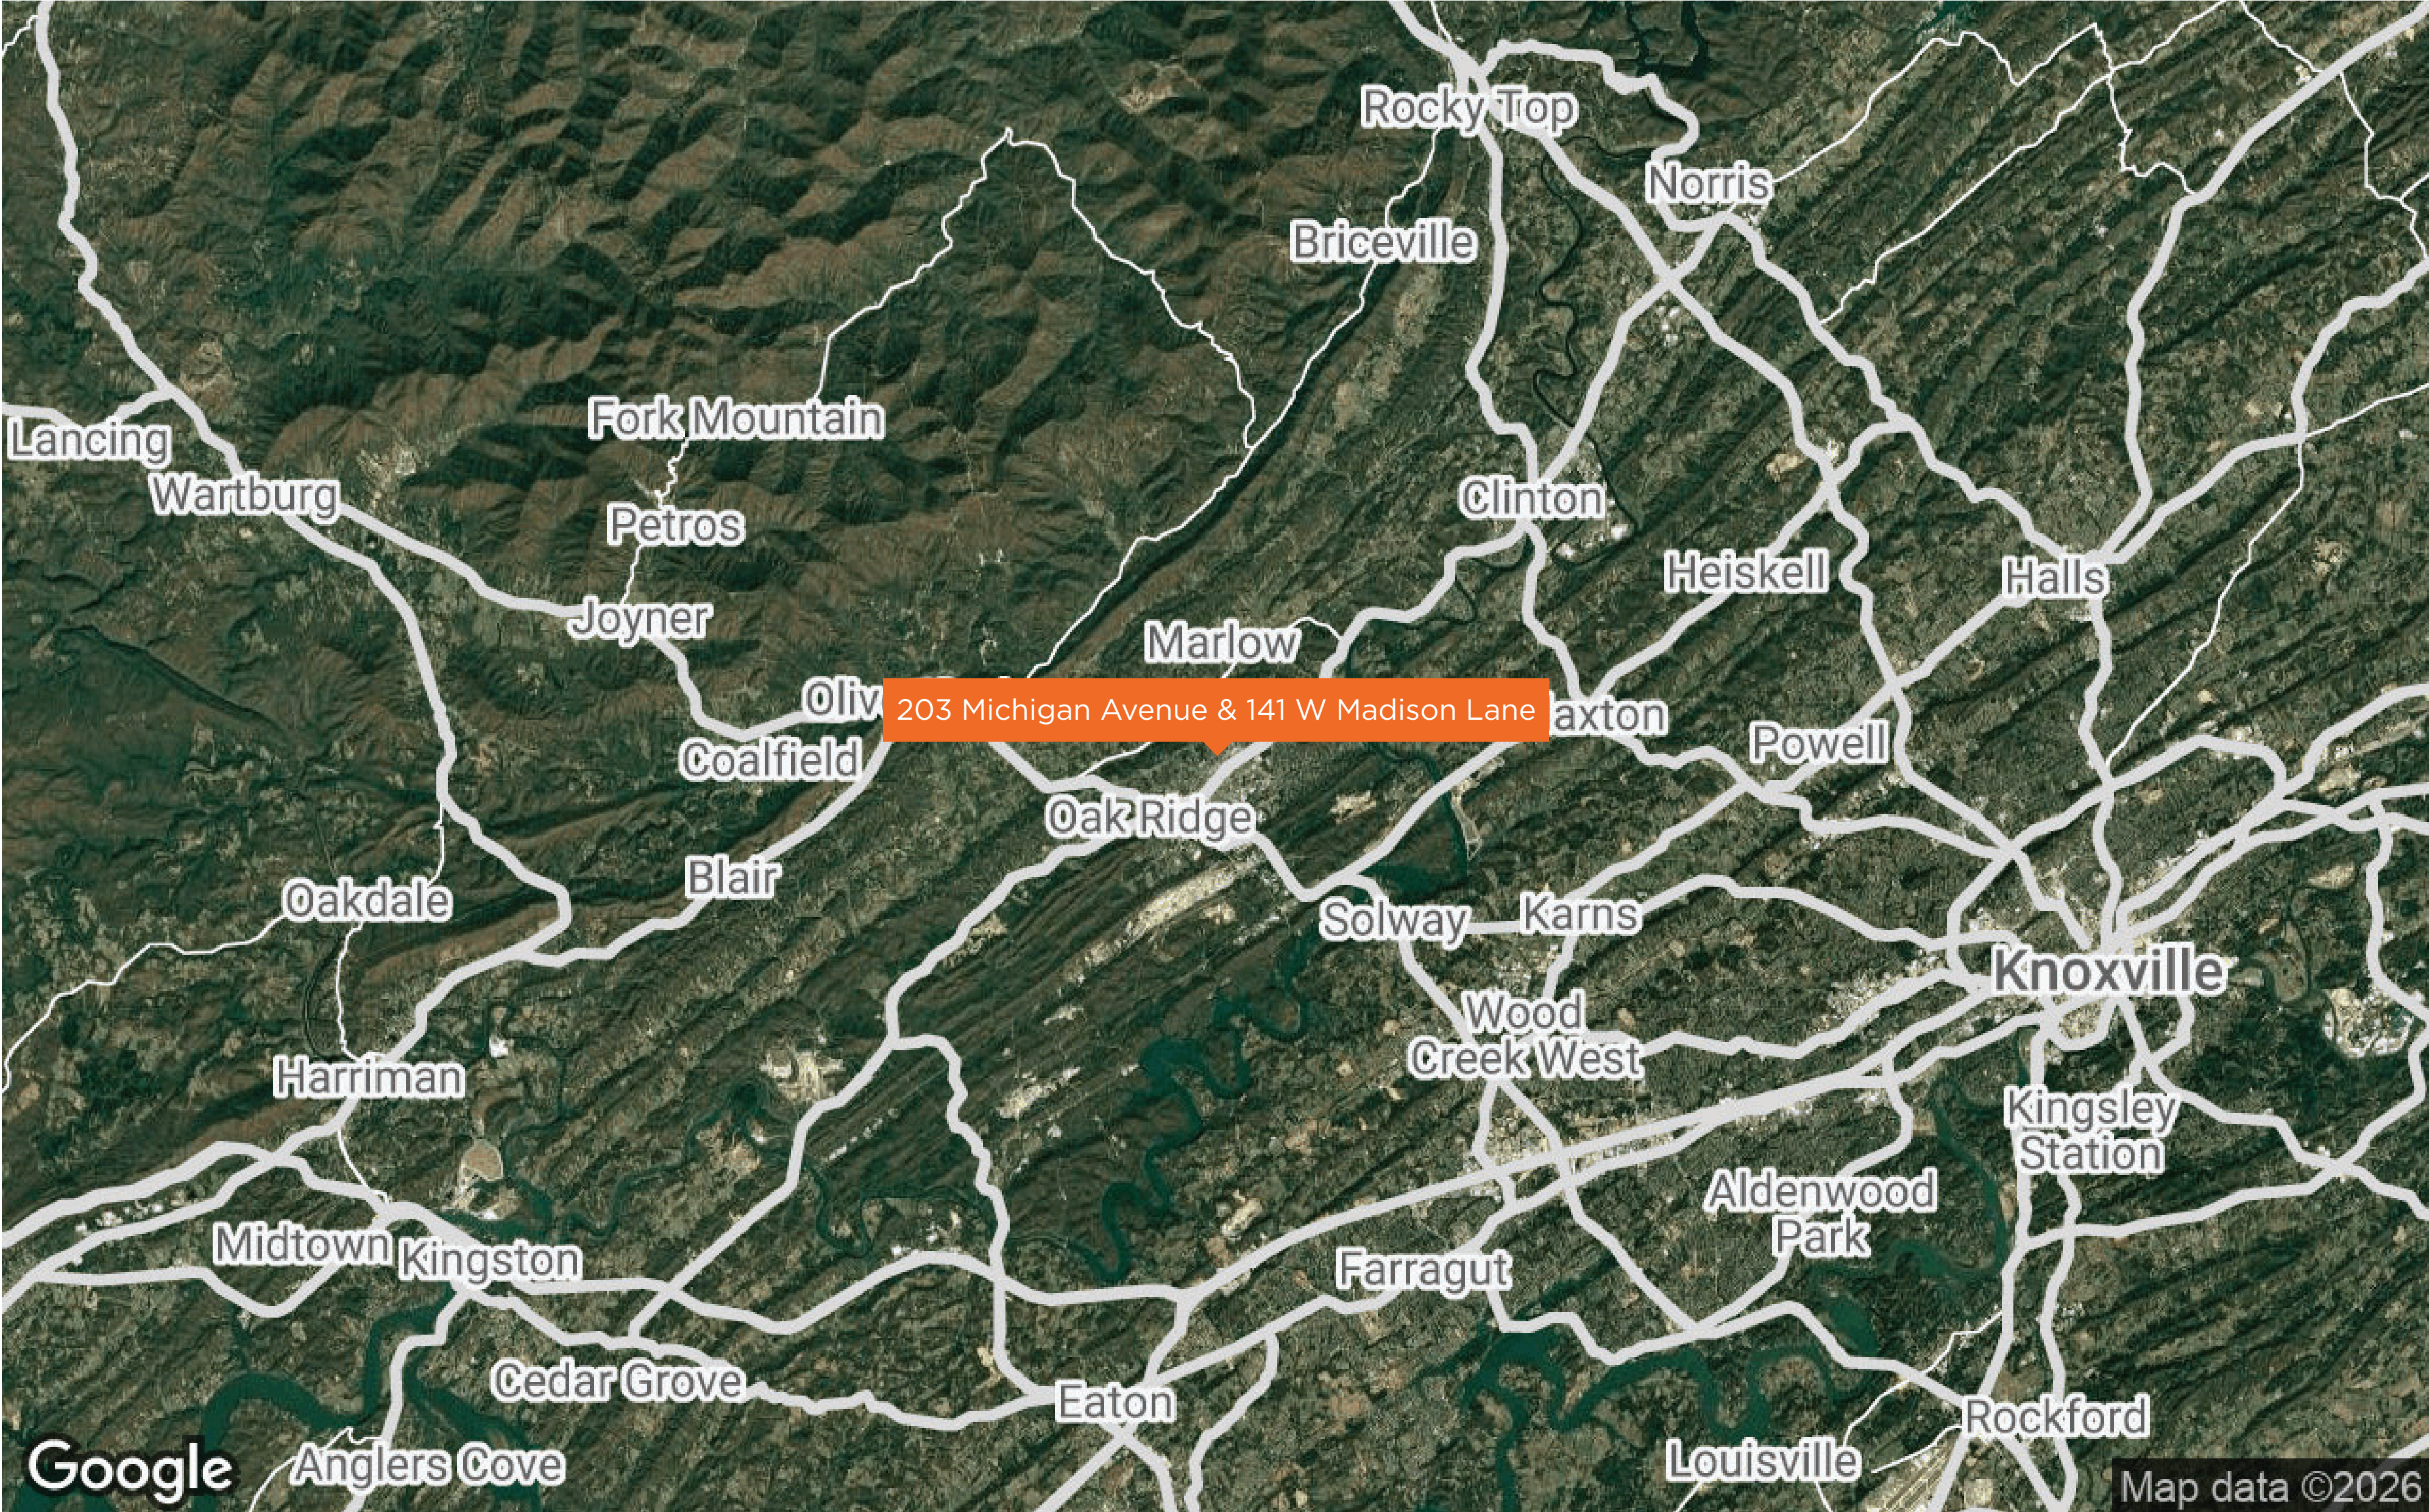 Rocky Top
Norris
Briceville
Fork Mountain
Lancing
Wartburg
Petros
Clinton
Heiskell
Halls
Joyner
Marlow
Oliv
203 Michigan Avenue & 141 W Madison Lane
axton
Powell
Coalfield
Oak Ridge
Blair
Oakdale
Solway
Karns
Knoxville
Wood
Creek West
Harriman
Kingsley
Station
Aldenwood
Park
Midtown
Kingston
Farragut
Cedar Grove
Eaton
Rockford
Anglers Cove
Louisville
Google
Map data ©2026